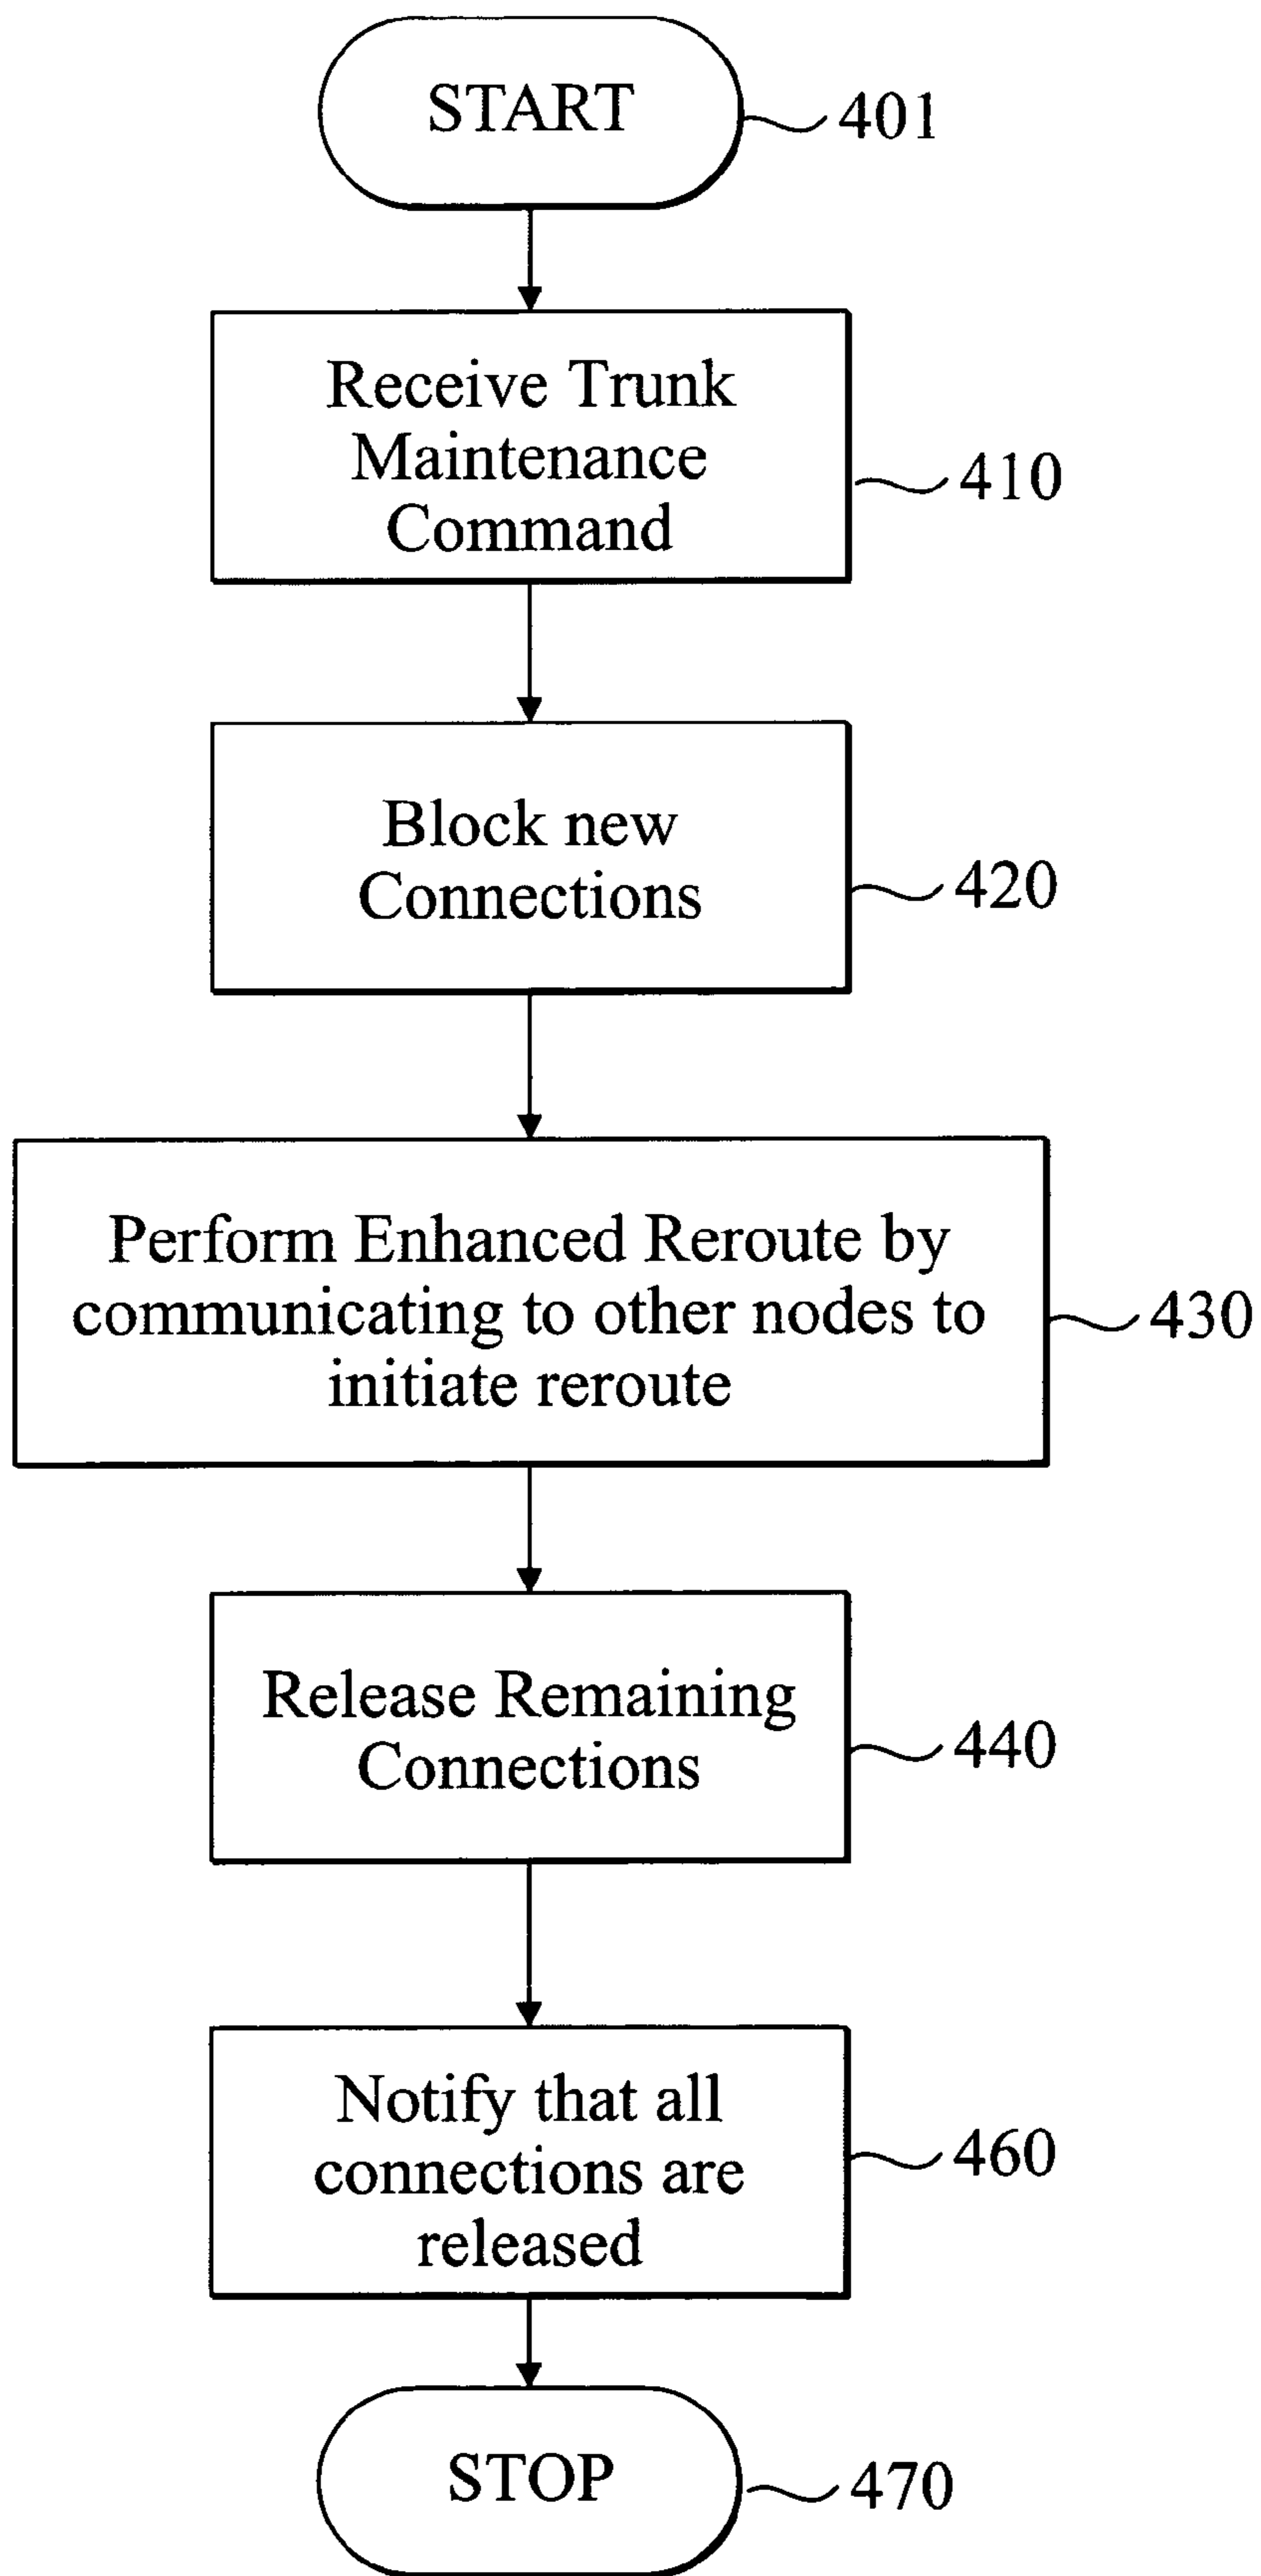 START
401
Receive Trunk
Maintenance
Command
410
Block new
Connections
420
Perform Enhanced Reroute by
communicating to other nodes to
initiate reroute
430
Release Remaining
Connections
440
Notify that all
connections are
released
460
STOP
470